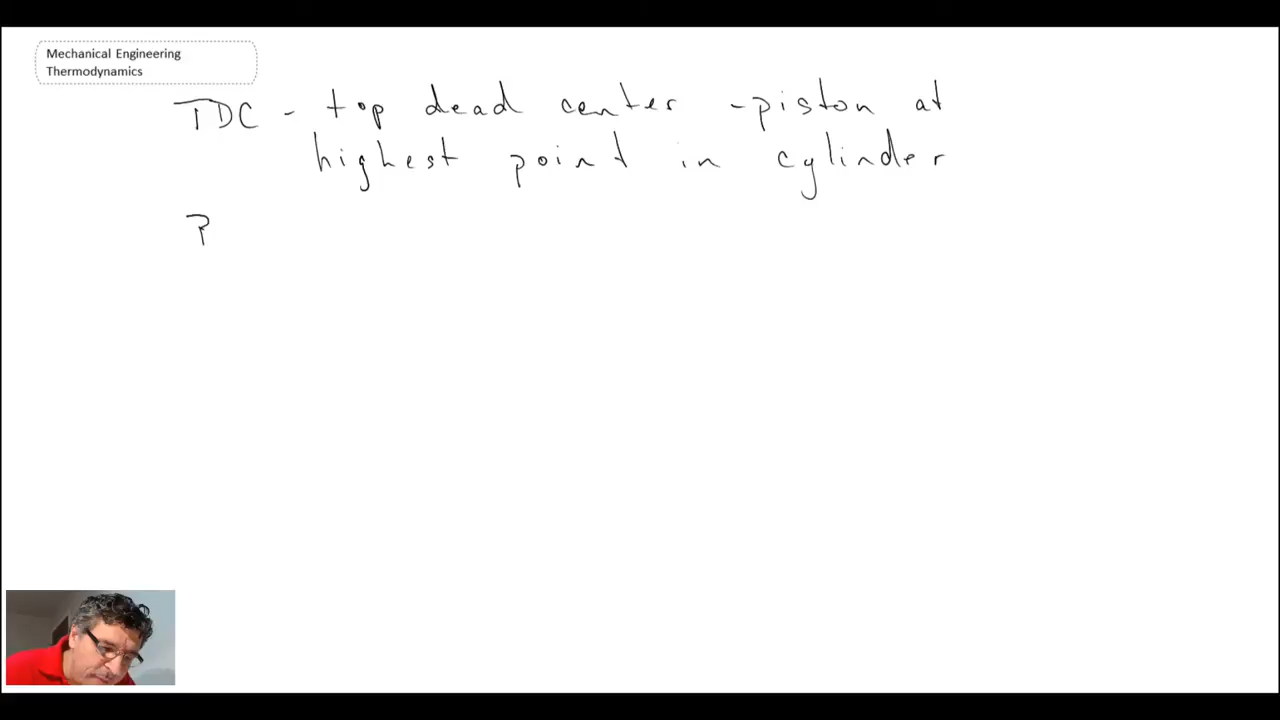 Mechanical Engineering
Thermodynamics
TDC - top dead center - piston at
highest point in cylinder